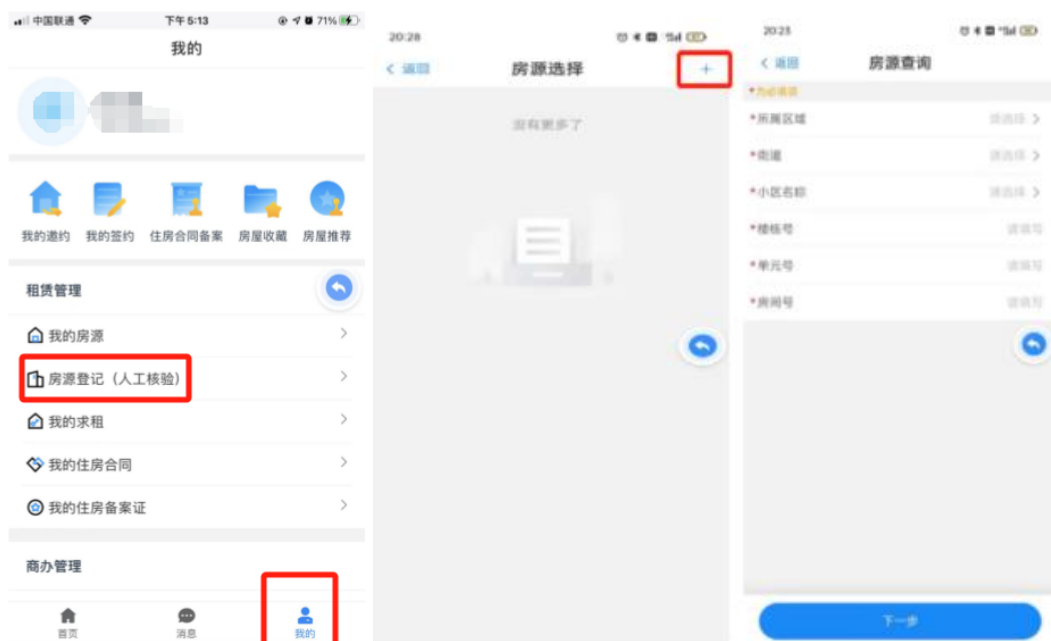 中国联通 下午 5:13 71%
我的
我的邀约 我的签约 住房合同备案 房屋收藏 房屋推荐
租赁管理
我的房源
房源登记（人工核验）
我的求租
我的住房合同
我的住房备案证
商办管理
首页 消息 我的
20:28
返回 房源选择 +
没有更多了
20:23
返回 房源查询
*为必填项
*所属区域 请选择
*街道 请选择
*小区名称 请选择
*楼栋号 请填写
*单元号 请填写
*房间号 请填写
下一步